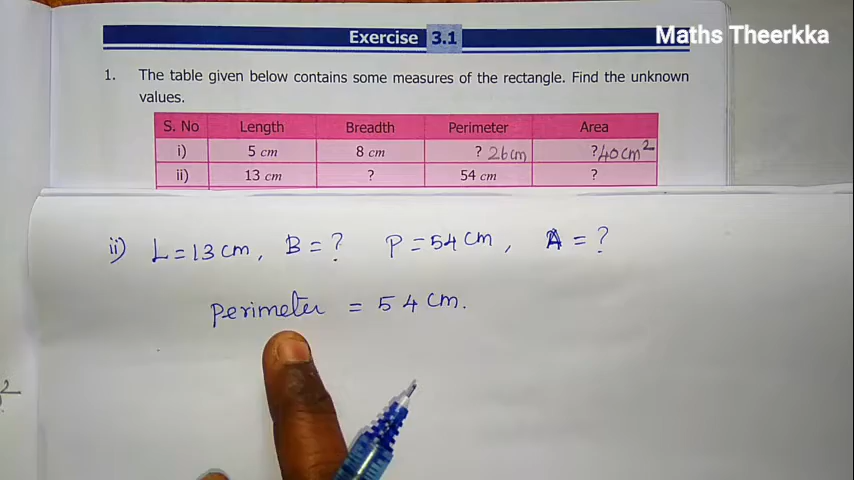 Maths Theerkka
Exercise 3.1
1. The table given below contains some measures of the rectangle. Find the unknown
values.
S. No Length Breadth Perimeter Area
i) 5 cm 8 cm ? 26cm ? 40cm²
ii) 13 cm ? 54 cm ?
ii) L = 13 cm, B = ? P = 54 cm, A = ?
Perimeter = 54 cm.
2